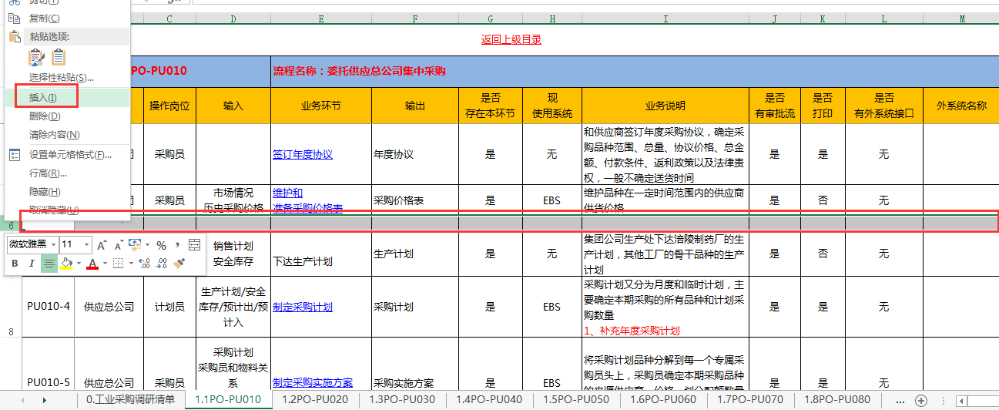 剪切(T)
复制(C)
粘贴选项:
选择性粘贴(S)...
插入(I)
删除(D)
清除内容(N)
设置单元格格式(F)...
行高(R)...
隐藏(H)
取消隐藏(U)
C D E F G H I J K L M
返回上级目录
PO-PU010 流程名称：委托供应总公司集中采购
操作岗位 输入 业务环节 输出 是否
存在本环节 现
使用系统 业务说明 是否
有审批流 是否
打印 是否
有外系统接口 外系统名称
司 采购员 签订年度协议 年度协议 是 无 和供应商签订年度采购协议，确定采
购品种范围、总量、协议价格、总金
额、付款条件、返利政策以及法律责
权，一般不确定送货时间 是 是 无
司 采购员 市场情况
历史采购价格 维护和
准备采购价格表 采购价格表 是 EBS 维护品种在一定时间范围内的供应商
供货价格 是 否 无
6
微软雅黑 11 A A % ,
B I A .00 .00
销售计划
安全库存 下达生产计划 生产计划 是 无 集团公司生产处下达涪陵制药厂的生
产计划，其他工厂的骨干品种的生产
计划 是 否 无
8 PU010-4 供应总公司 计划员 生产计划/安全
库存/预计出/预
计入 制定采购计划 采购计划 是 EBS 采购计划又分为月度和临时计划，主
要确定本期采购的所有品种和计划采
购数量
1、补充年度采购计划 是 是 无
PU010-5 供应总公司 采购员 采购计划
采购员和物料关
系 制定采购实施方案 采购实施方案 是 EBS 将采购计划品种分解到每一个专属采
购员头上，采购员确定本期采购品种
的来源供应商、价格、划分配额数量 是 是 无
0.工业采购调研清单 1.1PO-PU010 1.2PO-PU020 1.3PO-PU030 1.4PO-PU040 1.5PO-PU050 1.6PO-PU060 1.7PO-PU070 1.8PO-PU080 ...